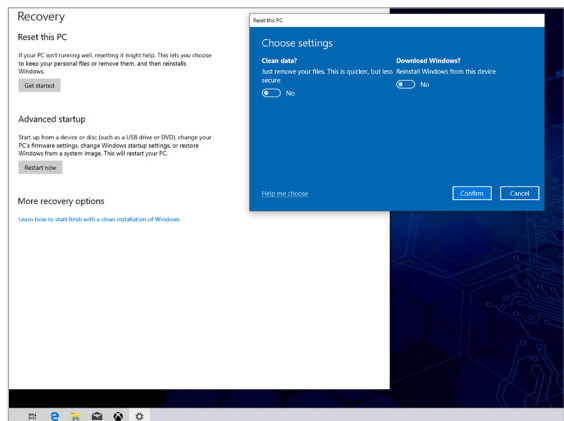 Recovery
Reset this PC
If your PC isn't running well, resetting it might help. This lets you choose
to keep your personal files or remove them, and then reinstalls
Windows.
Get started
Advanced startup
Start up from a device or disc (such as a USB drive or DVD), change your
PC's firmware settings, change Windows startup settings, or restore
Windows from a system image. This will restart your PC.
Restart now
More recovery options
Learn how to start fresh with a clean installation of Windows
Reset this PC
Choose settings
Clean data?
Just remove your files. This is quicker, but less
secure
No
Download Windows?
Reinstall Windows from this device
No
Help me choose
Confirm
Cancel